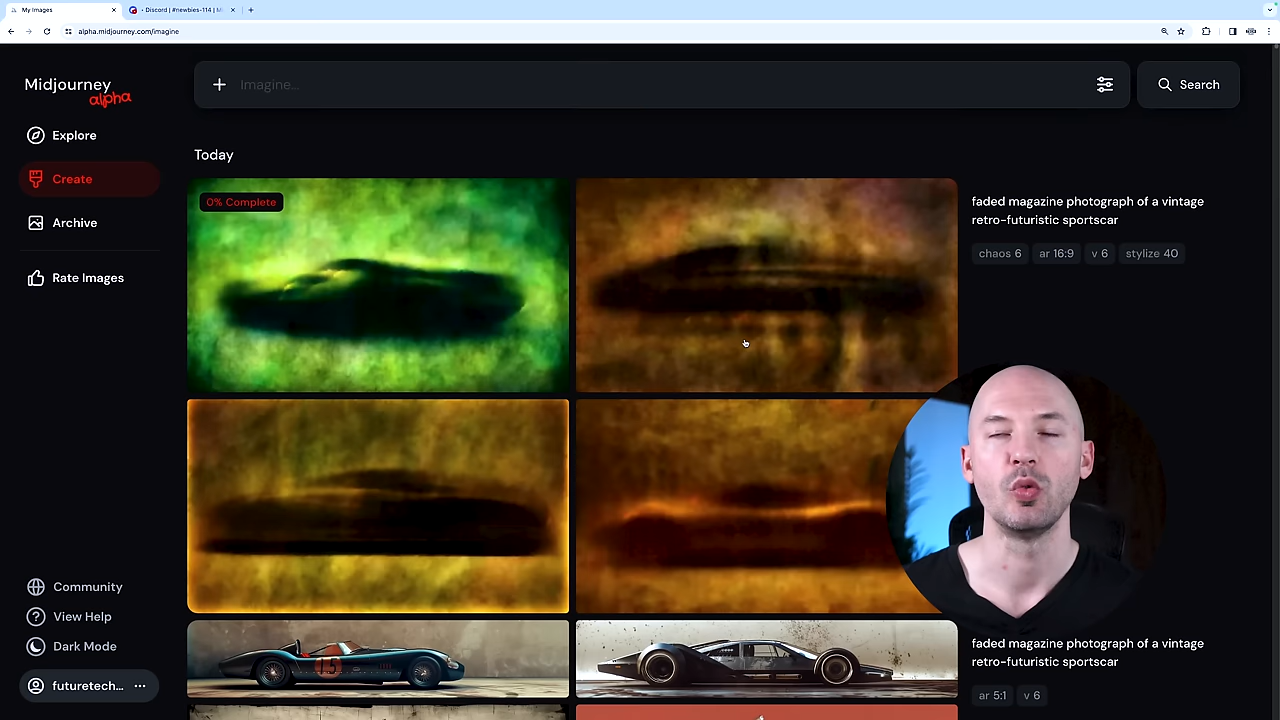 My Images
Discord | #newbies-114 | M
alpha.midjourney.com/imagine
Midjourney
alpha
Imagine...
Search
Explore
Create
Archive
Rate Images
Today
0% Complete
faded magazine photograph of a vintage
retro-futuristic sportscar
chaos 6
ar 16:9
v 6
stylize 40
15
faded magazine photograph of a vintage
retro-futuristic sportscar
ar 5:1
v 6
Community
View Help
Dark Mode
futuretech...